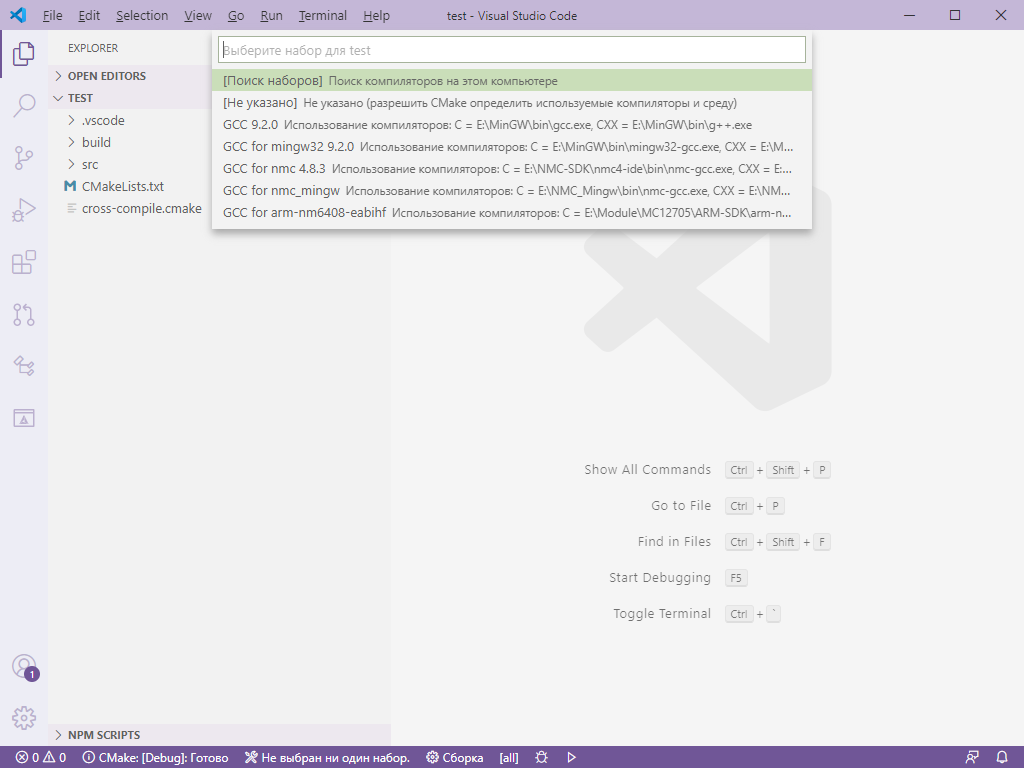 File Edit Selection View Go Run Terminal Help test - Visual Studio Code
EXPLORER
OPEN EDITORS
TEST
.vscode
build
src
CMakeLists.txt
cross-compile.cmake
NPM SCRIPTS
Выберите набор для test
[Поиск наборов] Поиск компиляторов на этом компьютере
[Не указано] Не указано (разрешить CMake определить используемые компиляторы и среду)
GCC 9.2.0 Использование компиляторов: C = E:\MinGW\bin\gcc.exe, CXX = E:\MinGW\bin\g++.exe
GCC for mingw32 9.2.0 Использование компиляторов: C = E:\MinGW\bin\mingw32-gcc.exe, CXX = E:\M...
GCC for nmc 4.8.3 Использование компиляторов: C = E:\NMC-SDK\nmc4-ide\bin\nmc-gcc.exe, CXX = E:...
GCC for nmc_mingw Использование компиляторов: C = E:\NMC_Mingw\bin\nmc-gcc.exe, CXX = E:\NM...
GCC for arm-nm6408-eabihf Использование компиляторов: C = E:\Module\MC12705\ARM-SDK\arm-n...
Show All Commands Ctrl + Shift + P
Go to File Ctrl + P
Find in Files Ctrl + Shift + F
Start Debugging F5
Toggle Terminal Ctrl + `
1
0 0 CMake: [Debug]: Готово Не выбран ни один набор. Сборка [all]